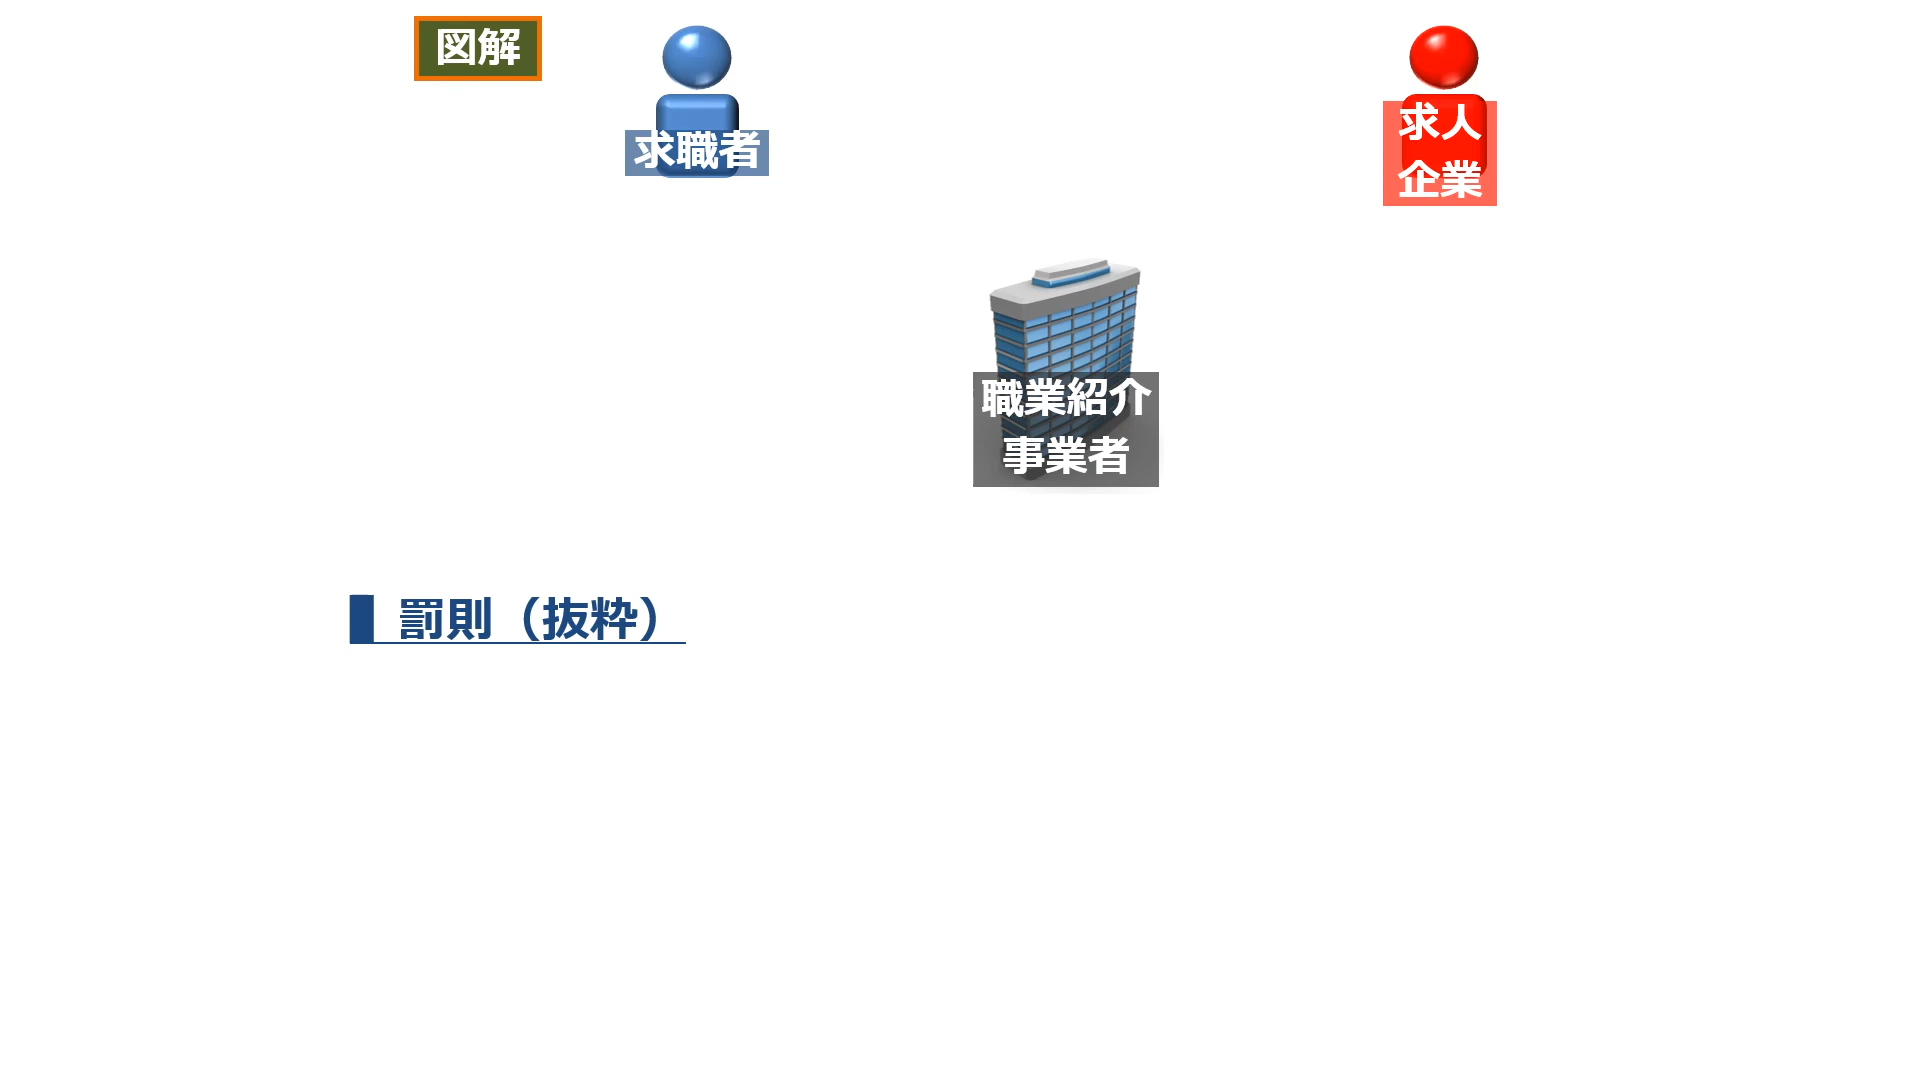 図解
求職者
求人
企業
職業紹介
事業者
罰則（抜粋）